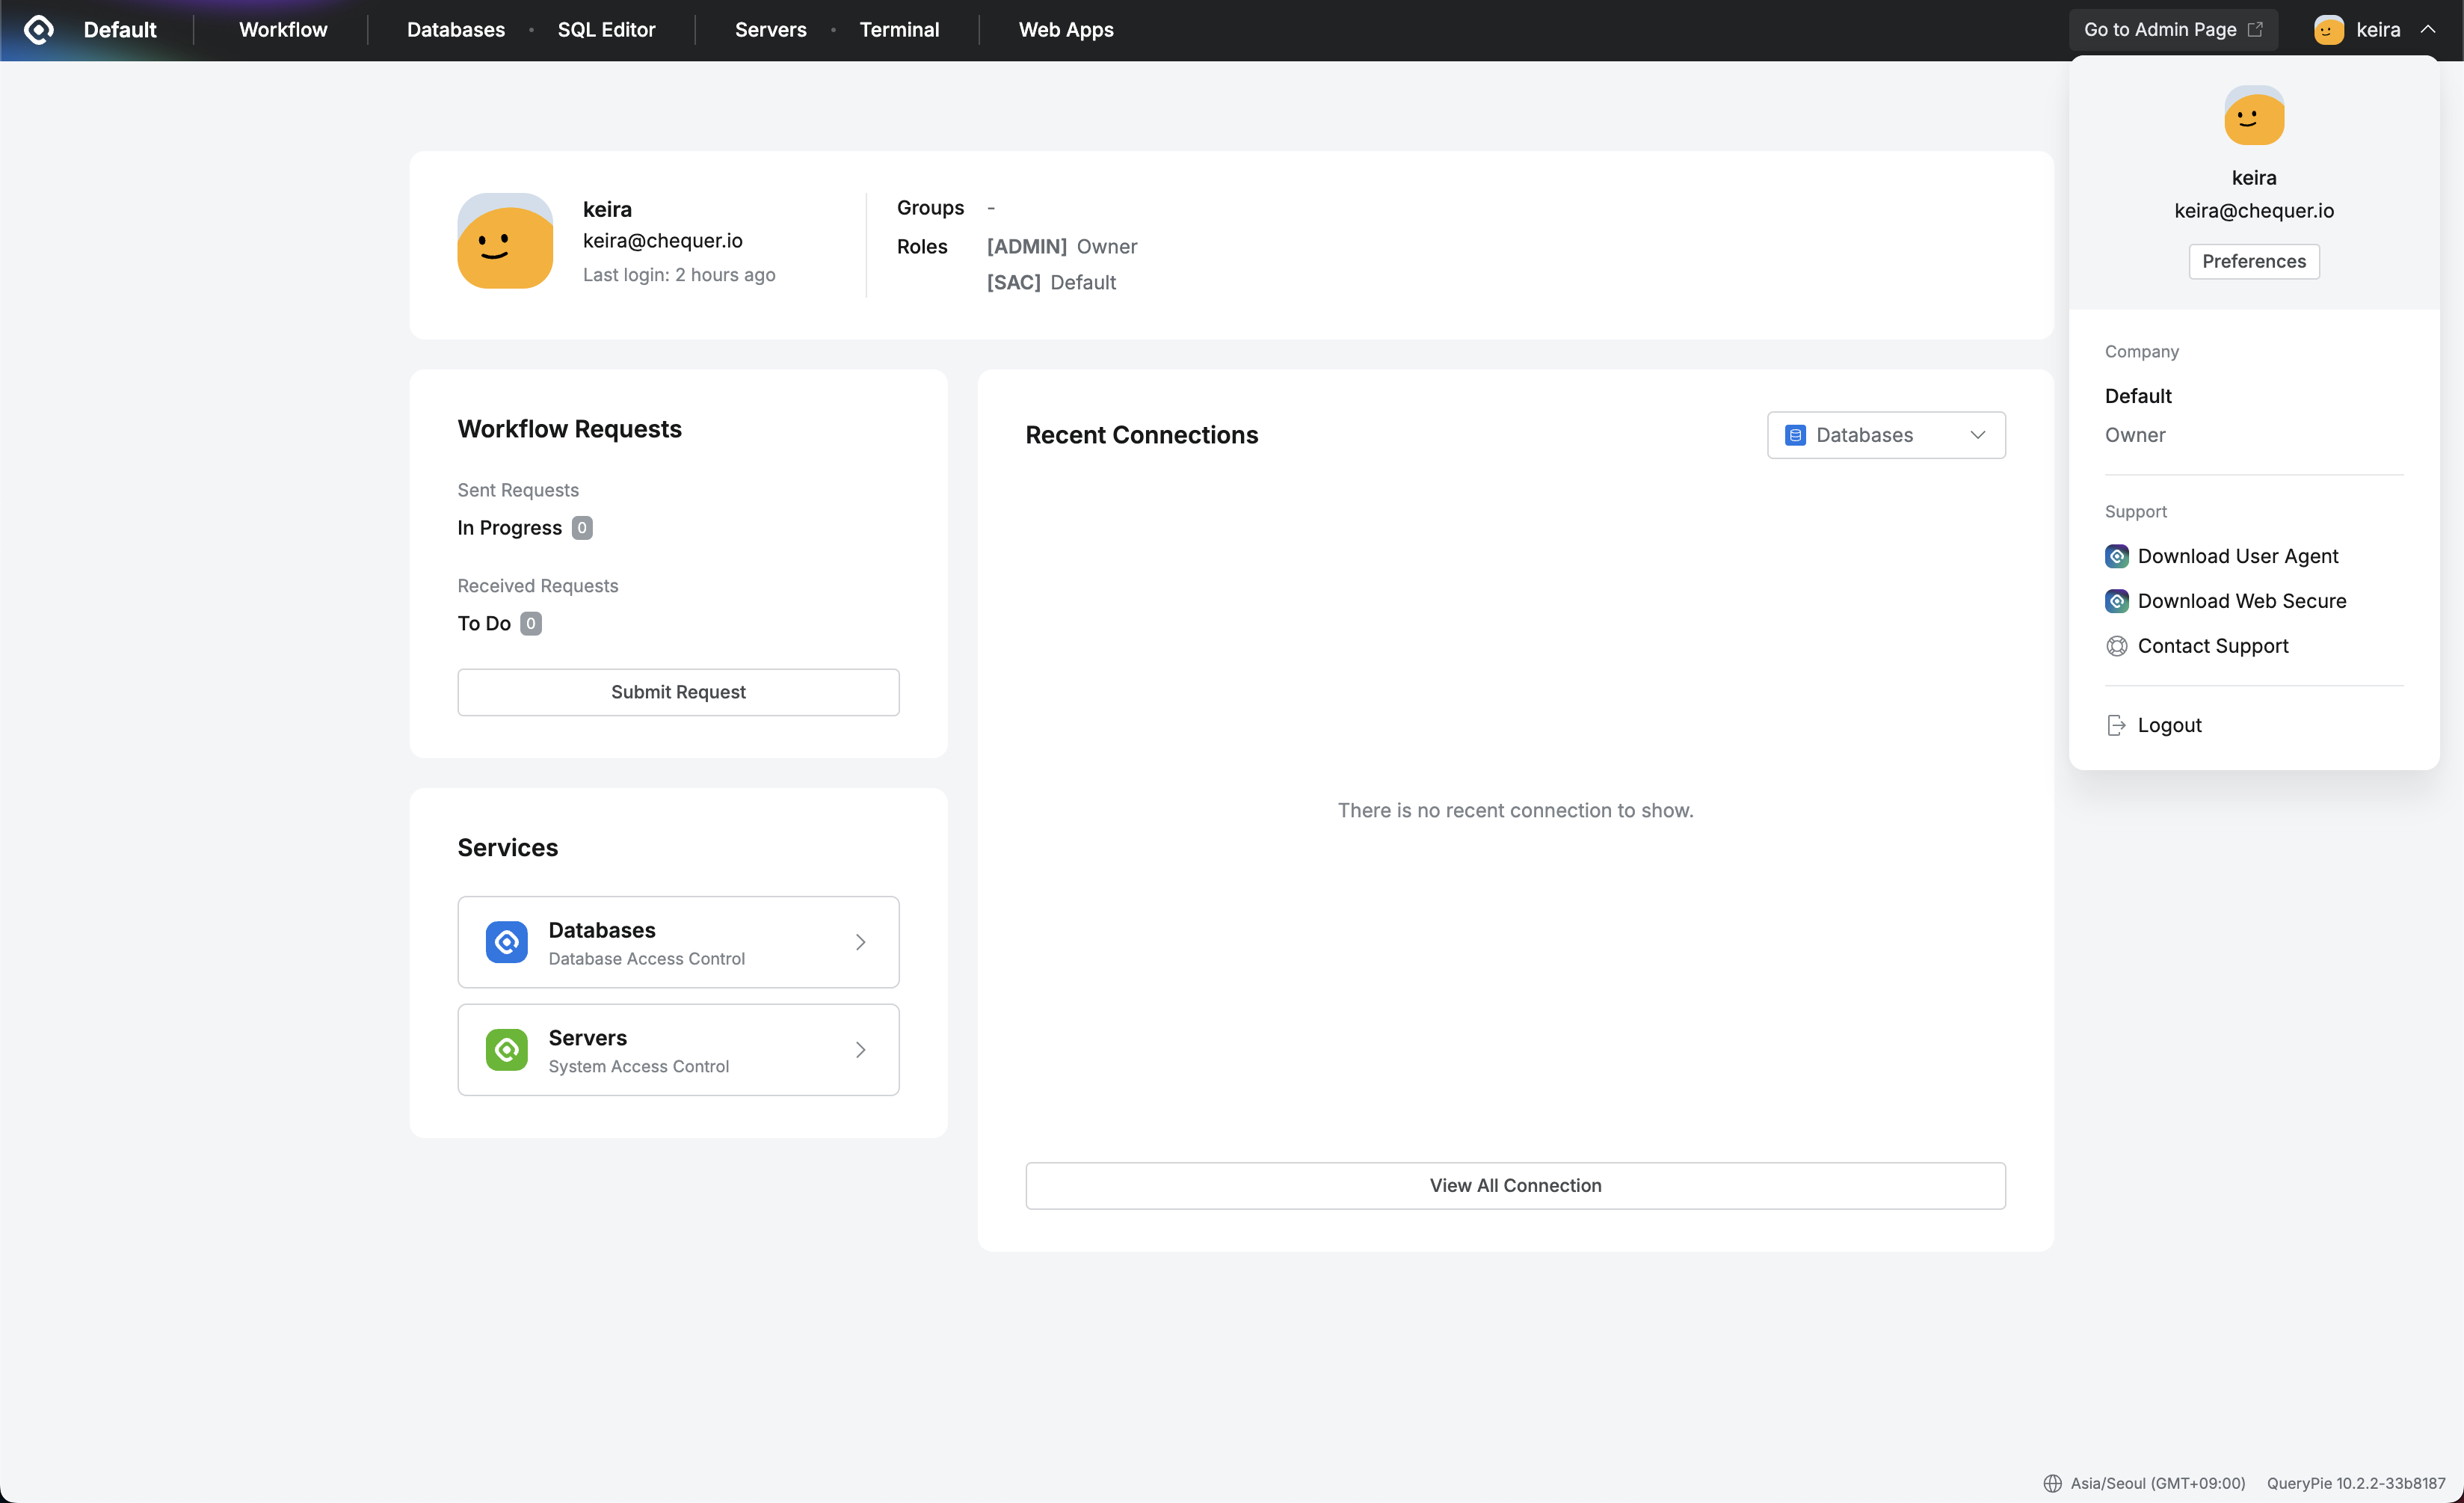 Default
Workflow
Databases • SQL Editor
Servers • Terminal
Web Apps
Go to Admin Page
keira
keira
keira@chequer.io
Last login: 2 hours ago
Groups -
Roles [ADMIN] Owner
[SAC] Default
Workflow Requests
Sent Requests
In Progress 0
Received Requests
To Do 0
Submit Request
Services
Databases
Database Access Control
Servers
System Access Control
Recent Connections
Databases
There is no recent connection to show.
View All Connection
keira
keira@chequer.io
Preferences
Company
Default
Owner
Support
Download User Agent
Download Web Secure
Contact Support
Logout
Asia/Seoul (GMT+09:00)
QueryPie 10.2.2-33b8187